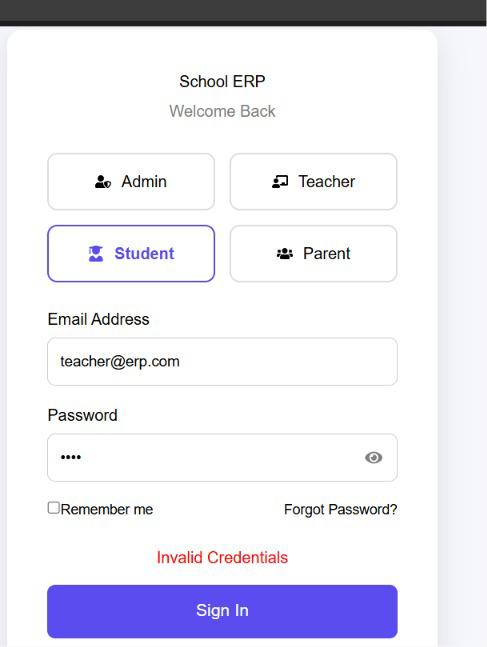 School ERP
Welcome Back
Admin
Teacher
Student
Parent
Email Address
teacher@erp.com
Password
••••
Remember me
Forgot Password?
Invalid Credentials
Sign In